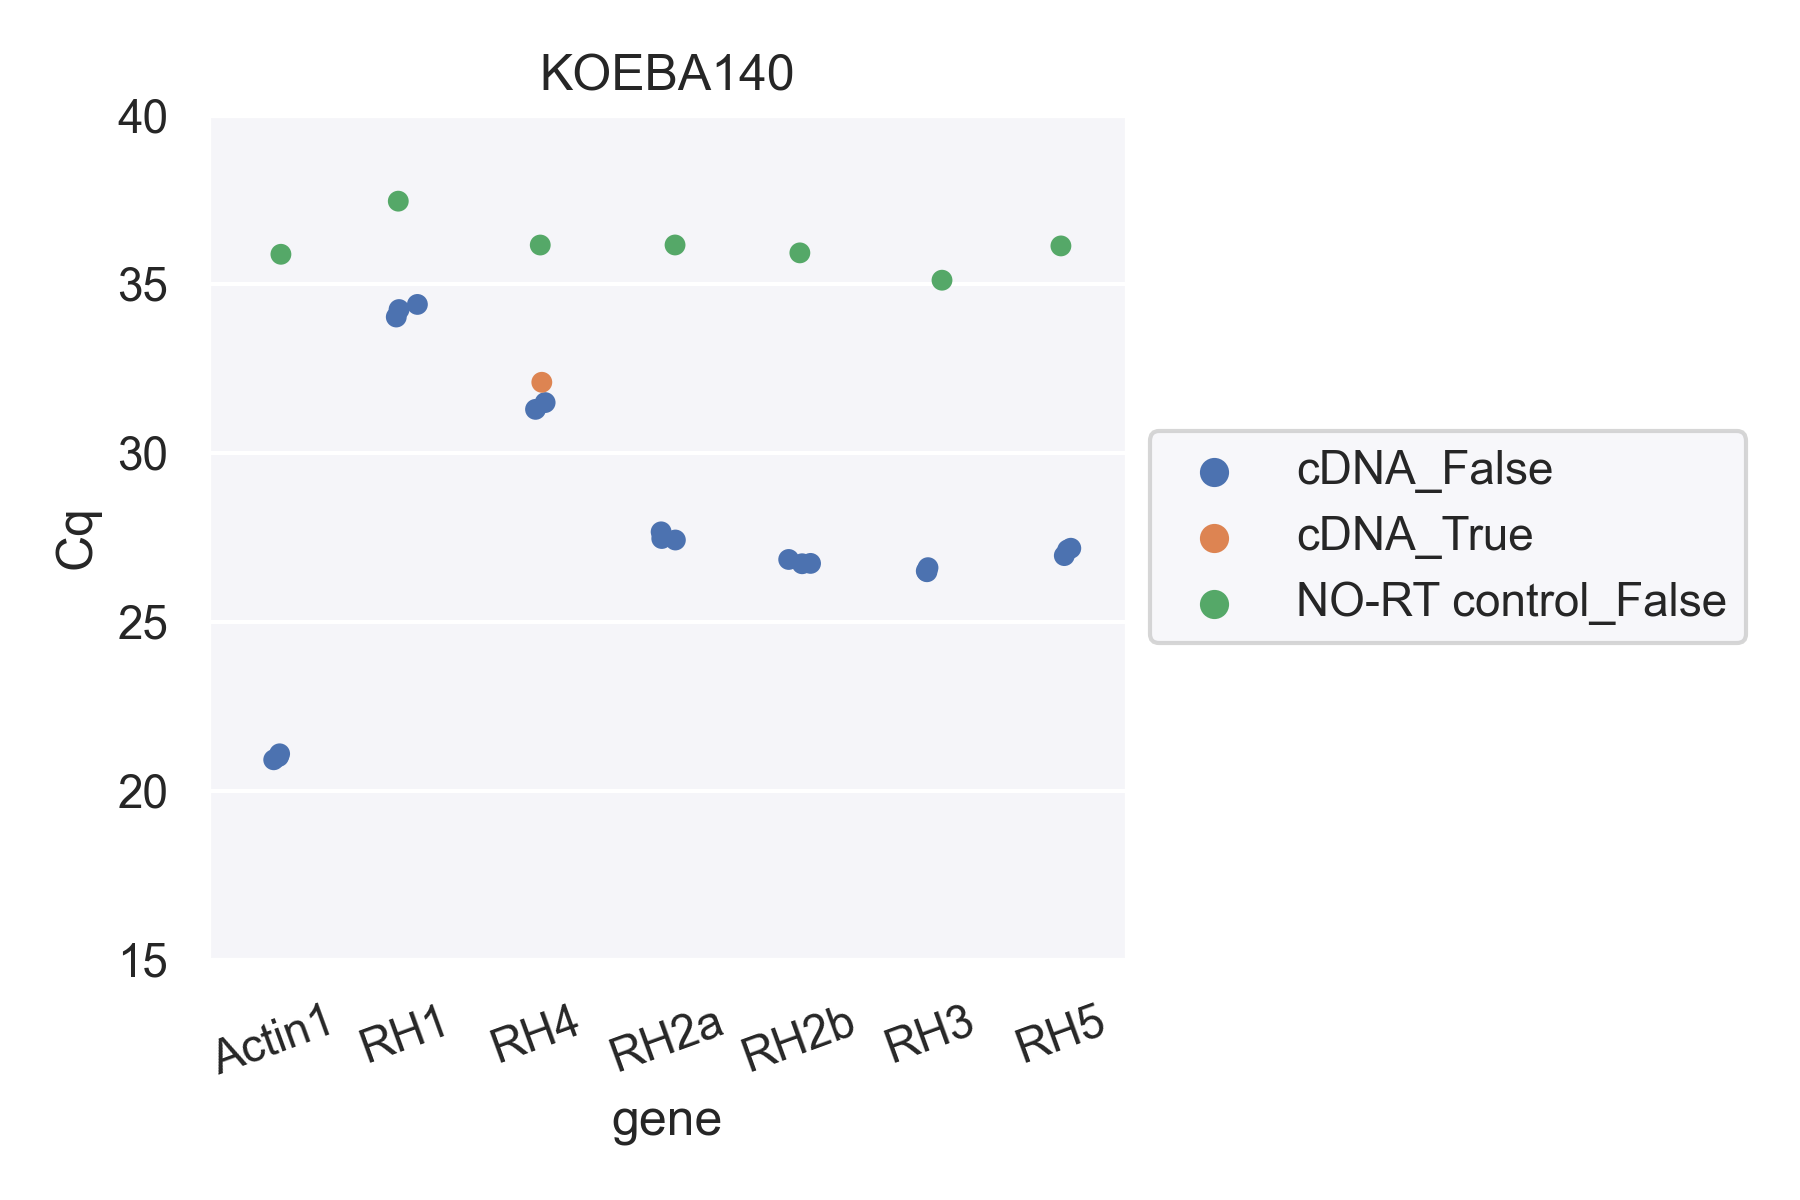 KOEBA140
40
35
30
25
20
15
Cq
Actin1 RH1 RH4 RH2a RH2b RH3 RH5
gene
cDNA_False
cDNA_True
NO-RT control_False